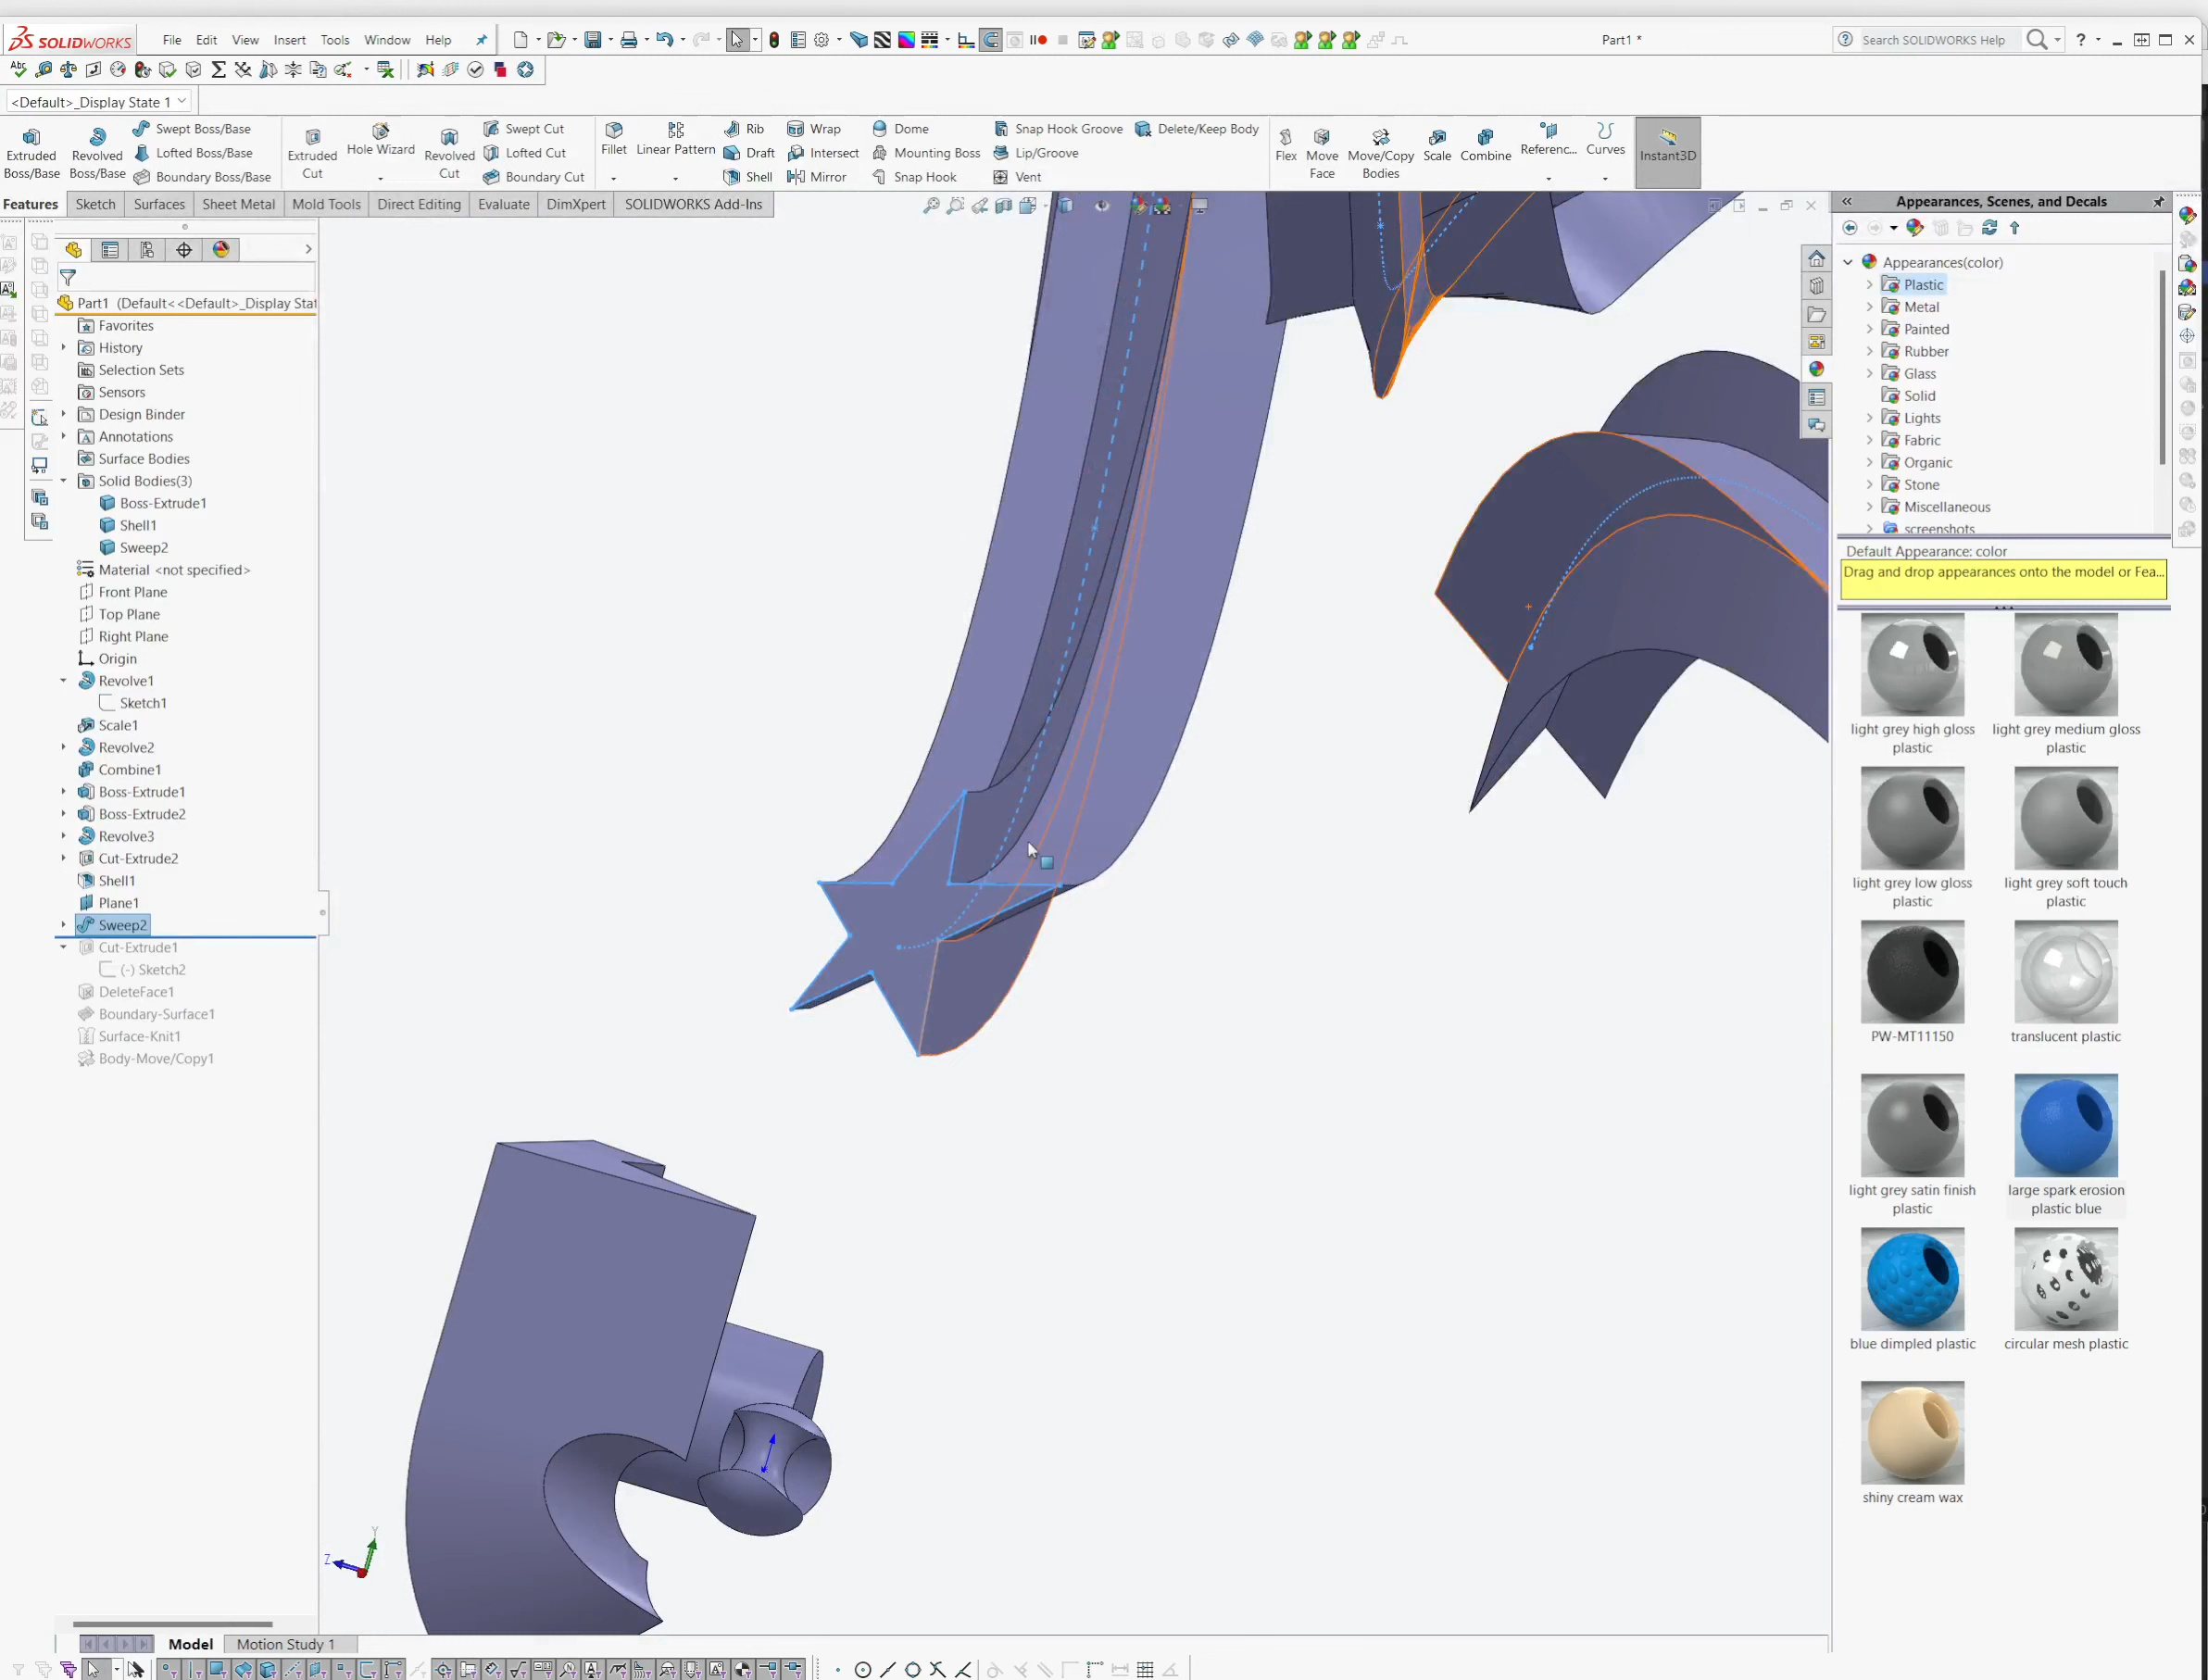 SOLIDWORKS File Edit View Insert Tools Window Help Part1 * Search SOLIDWORKS Help
<Default>_Display State 1
Extruded Boss/Base
Revolved Boss/Base
Swept Boss/Base
Lofted Boss/Base
Boundary Boss/Base
Extruded Cut
Hole Wizard
Revolved Cut
Swept Cut
Lofted Cut
Boundary Cut
Fillet
Linear Pattern
Rib
Draft
Shell
Wrap
Intersect
Mirror
Dome
Mounting Boss
Snap Hook
Snap Hook Groove
Lip/Groove
Vent
Delete/Keep Body
Flex
Move Face
Move/Copy Bodies
Scale
Combine
Referenc...
Curves
Instant3D
Features Sketch Surfaces Sheet Metal Mold Tools Direct Editing Evaluate DimXpert SOLIDWORKS Add-Ins
Part1 (Default<<Default>_Display Stat
Favorites
History
Selection Sets
Sensors
Design Binder
Annotations
Surface Bodies
Solid Bodies(3)
Boss-Extrude1
Shell1
Sweep2
Material <not specified>
Front Plane
Top Plane
Right Plane
Origin
Revolve1
Sketch1
Scale1
Revolve2
Combine1
Boss-Extrude1
Boss-Extrude2
Revolve3
Cut-Extrude2
Shell1
Plane1
Sweep2
Cut-Extrude1
(-) Sketch2
DeleteFace1
Boundary-Surface1
Surface-Knit1
Body-Move/Copy1
Y
Z
Model Motion Study 1
Appearances, Scenes, and Decals
Appearances(color)
Plastic
Metal
Painted
Rubber
Glass
Solid
Lights
Fabric
Organic
Stone
Miscellaneous
screenshots
Default Appearance: color
Drag and drop appearances onto the model or Fea...
light grey high gloss plastic
light grey medium gloss plastic
light grey low gloss plastic
light grey soft touch plastic
PW-MT11150
translucent plastic
light grey satin finish plastic
large spark erosion plastic blue
blue dimpled plastic
circular mesh plastic
shiny cream wax